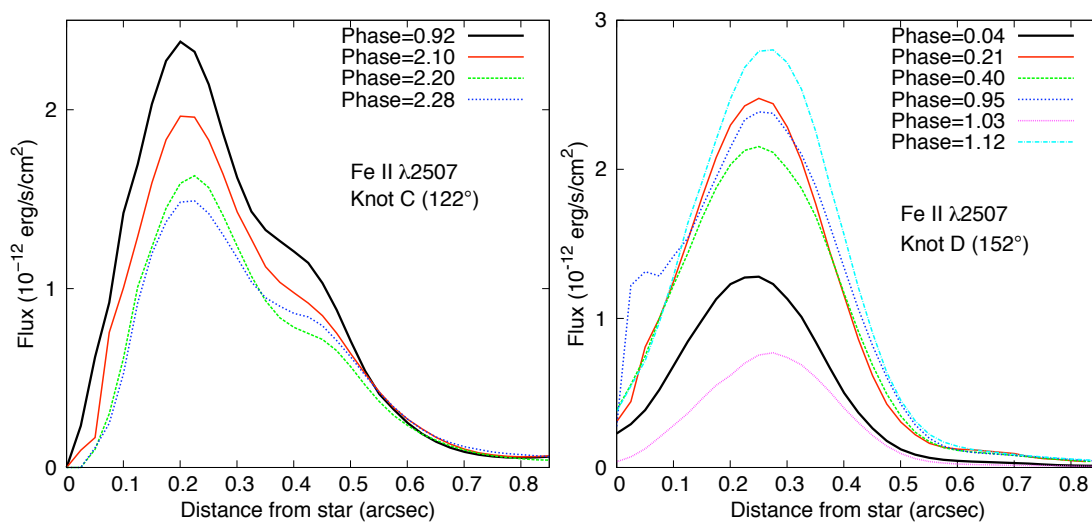 Flux (10⁻¹² erg/s/cm²)
2
1
0
Phase=0.92
Phase=2.10
Phase=2.20
Phase=2.28
Fe II λ2507
Knot C (122°)
0 0.1 0.2 0.3 0.4 0.5 0.6 0.7 0.8
Distance from star (arcsec)
Flux (10⁻¹² erg/s/cm²)
3
2
1
0
Phase=0.04
Phase=0.21
Phase=0.40
Phase=0.95
Phase=1.03
Phase=1.12
Fe II λ2507
Knot D (152°)
0 0.1 0.2 0.3 0.4 0.5 0.6 0.7 0.8
Distance from star (arcsec)